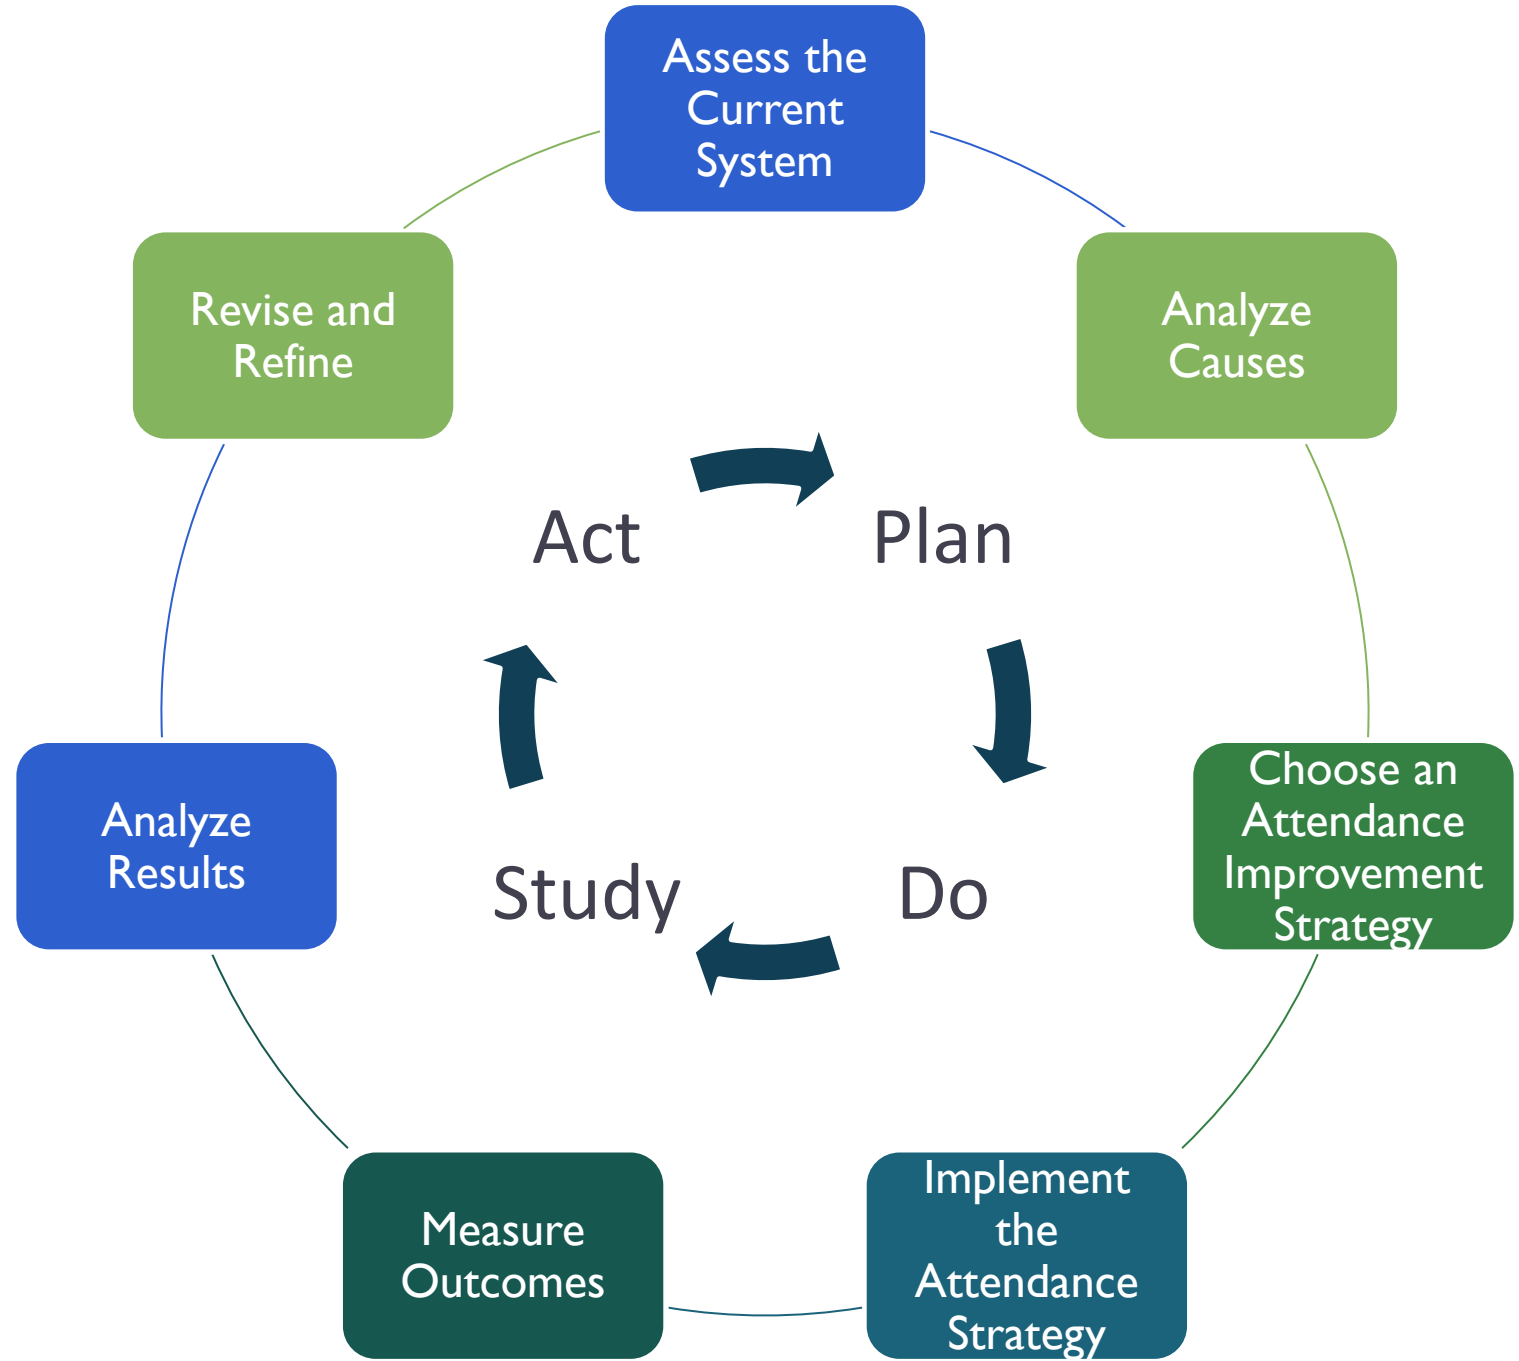 Assess the
Current
System
Analyze
Causes
Choose an
Attendance
Improvement
Strategy
Implement
the
Attendance
Strategy
Measure
Outcomes
Analyze
Results
Revise and
Refine
Act
Plan
Do
Study